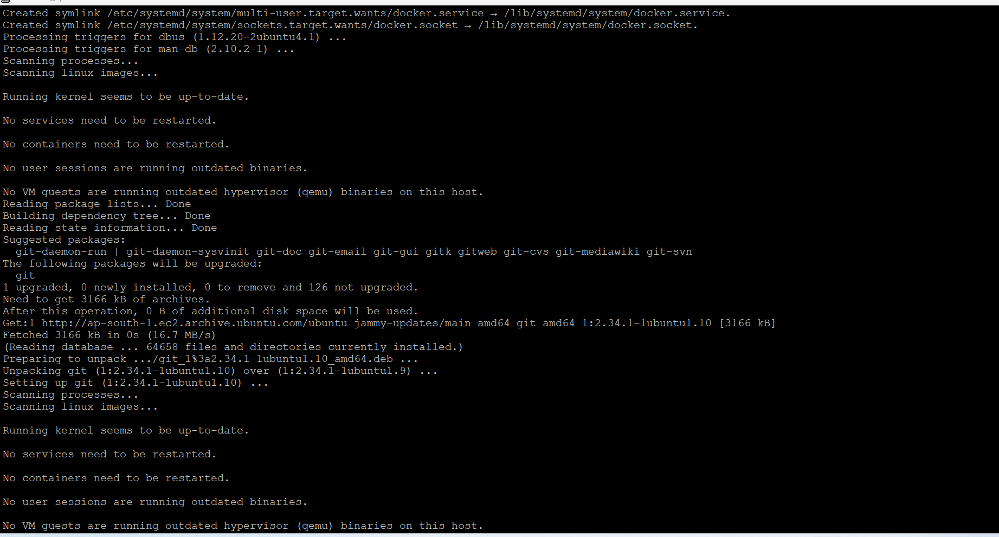 Created symlink /etc/systemd/system/multi-user.target.wants/docker.service → /lib/systemd/system/docker.service.
Created symlink /etc/systemd/system/sockets.target.wants/docker.socket → /lib/systemd/system/docker.socket.
Processing triggers for dbus (1.12.20-2ubuntu4.1) ...
Processing triggers for man-db (2.10.2-1) ...
Scanning processes...
Scanning linux images...
Running kernel seems to be up-to-date.
No services need to be restarted.
No containers need to be restarted.
No user sessions are running outdated binaries.
No VM guests are running outdated hypervisor (qemu) binaries on this host.
Reading package lists... Done
Building dependency tree... Done
Reading state information... Done
Suggested packages:
  git-daemon-run | git-daemon-sysvinit git-doc git-email git-gui gitk gitweb git-cvs git-mediawiki git-svn
The following packages will be upgraded:
  git
1 upgraded, 0 newly installed, 0 to remove and 126 not upgraded.
Need to get 3166 kB of archives.
After this operation, 0 B of additional disk space will be used.
Get:1 http://ap-south-1.ec2.archive.ubuntu.com/ubuntu jammy-updates/main amd64 git amd64 1:2.34.1-1ubuntu1.10 [3166 kB]
Fetched 3166 kB in 0s (16.7 MB/s)
(Reading database ... 64658 files and directories currently installed.)
Preparing to unpack .../git_1%3a2.34.1-1ubuntu1.10_amd64.deb ...
Unpacking git (1:2.34.1-1ubuntu1.10) over (1:2.34.1-1ubuntu1.9) ...
Setting up git (1:2.34.1-1ubuntu1.10) ...
Scanning processes...
Scanning linux images...
Running kernel seems to be up-to-date.
No services need to be restarted.
No containers need to be restarted.
No user sessions are running outdated binaries.
No VM guests are running outdated hypervisor (qemu) binaries on this host.